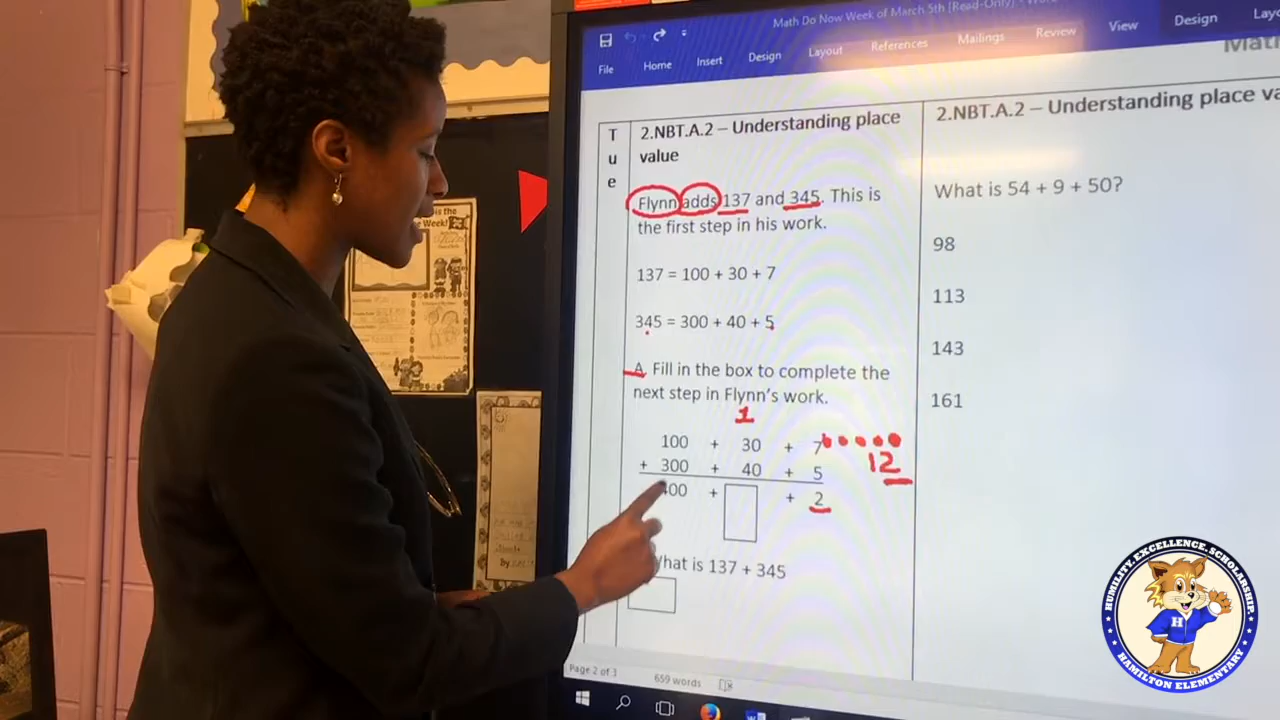 Math Do Now Week of March 5th [Read-Only] - Word
File
Home
Insert
Design
Layout
References
Mailings
Review
View
Design
Layo
Math
T
u
e
2.NBT.A.2 – Understanding place
value
Flynn adds 137 and 345. This is
the first step in his work.
137 = 100 + 30 + 7
345 = 300 + 40 + 5
A. Fill in the box to complete the
next step in Flynn's work.
1
100 + 30 + 7
12
+ 300 + 40 + 5
400 + + 2
What is 137 + 345
2.NBT.A.2 – Understanding place va
What is 54 + 9 + 50?
98
113
143
161
Page 2 of 3
659 words
HUMILITY. EXCELLENCE. SCHOLARSHIP.
H
HAMILTON ELEMENTARY